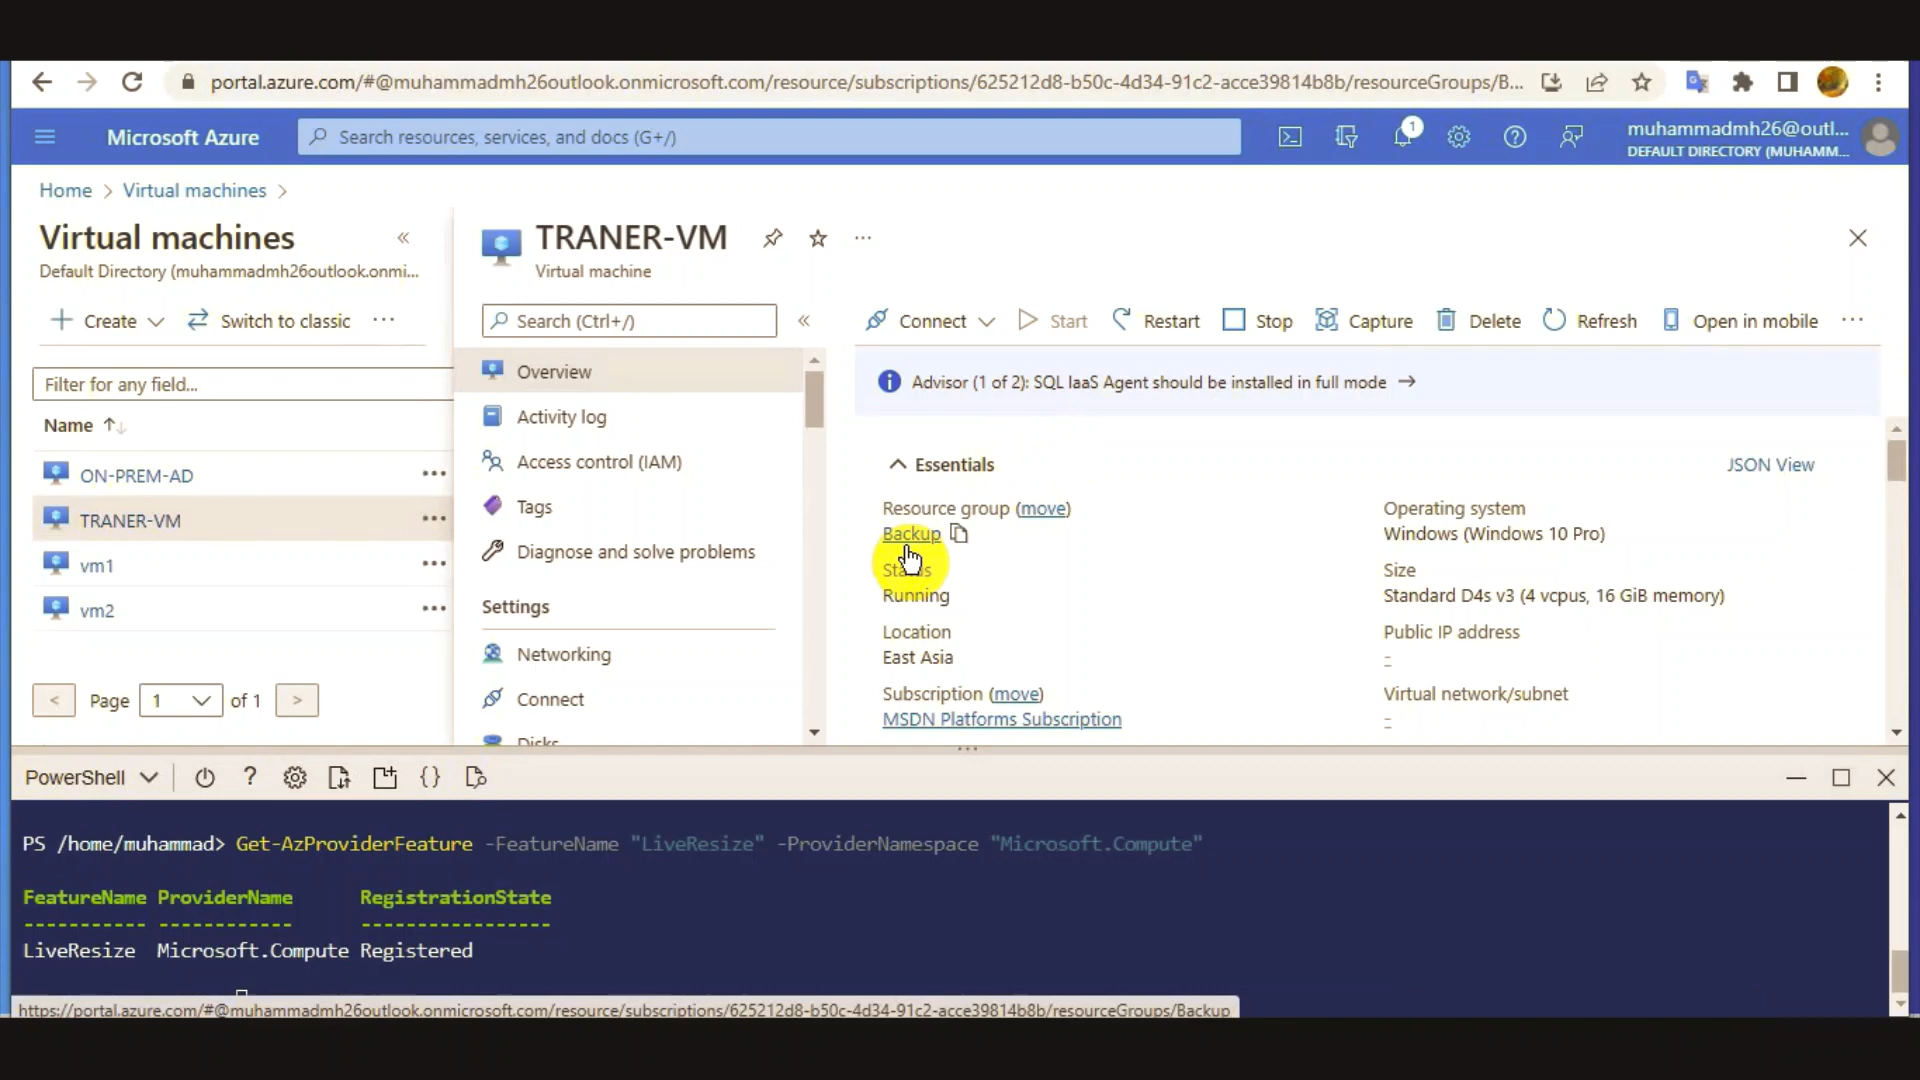 portal.azure.com/#@muhammadmh26outlook.onmicrosoft.com/resource/subscriptions/625212d8-b50c-4d34-91c2-acce39814b8b/resourceGroups/B...
Microsoft Azure
Search resources, services, and docs (G+/)
1
muhammadmh26@outl...
DEFAULT DIRECTORY (MUHAMM...
Home > Virtual machines >
Virtual machines
Default Directory (muhammadmh26outlook.onmi...
Create
Switch to classic
Filter for any field...
Name
ON-PREM-AD
TRANER-VM
vm1
vm2
< Page 1 of 1 >
TRANER-VM
Virtual machine
Search (Ctrl+/)
Overview
Activity log
Access control (IAM)
Tags
Diagnose and solve problems
Settings
Networking
Connect
Disks
Connect Start Restart Stop Capture Delete Refresh Open in mobile
Advisor (1 of 2): SQL IaaS Agent should be installed in full mode →
Essentials
JSON View
Resource group (move)
Backup
Status
Running
Location
East Asia
Subscription (move)
MSDN Platforms Subscription
Operating system
Windows (Windows 10 Pro)
Size
Standard D4s v3 (4 vcpus, 16 GiB memory)
Public IP address
-
Virtual network/subnet
-
PowerShell
PS /home/muhammad> Get-AzProviderFeature -FeatureName "LiveResize" -ProviderNamespace "Microsoft.Compute"
FeatureName ProviderName RegistrationState
----------- ------------ -----------------
LiveResize Microsoft.Compute Registered
https://portal.azure.com/#@muhammadmh26outlook.onmicrosoft.com/resource/subscriptions/625212d8-b50c-4d34-91c2-acce39814b8b/resourceGroups/Backup